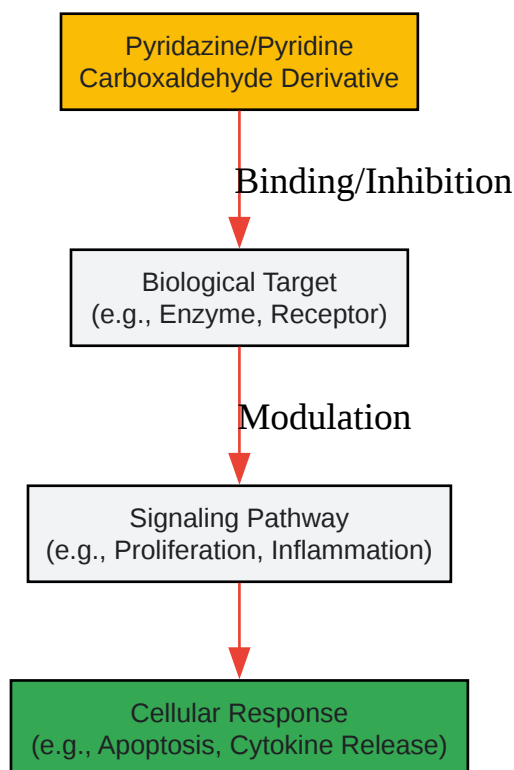 Pyridazine/Pyridine
Carboxaldehyde Derivative
Binding/Inhibition
Biological Target
(e.g., Enzyme, Receptor)
Modulation
Signaling Pathway
(e.g., Proliferation, Inflammation)
Cellular Response
(e.g., Apoptosis, Cytokine Release)